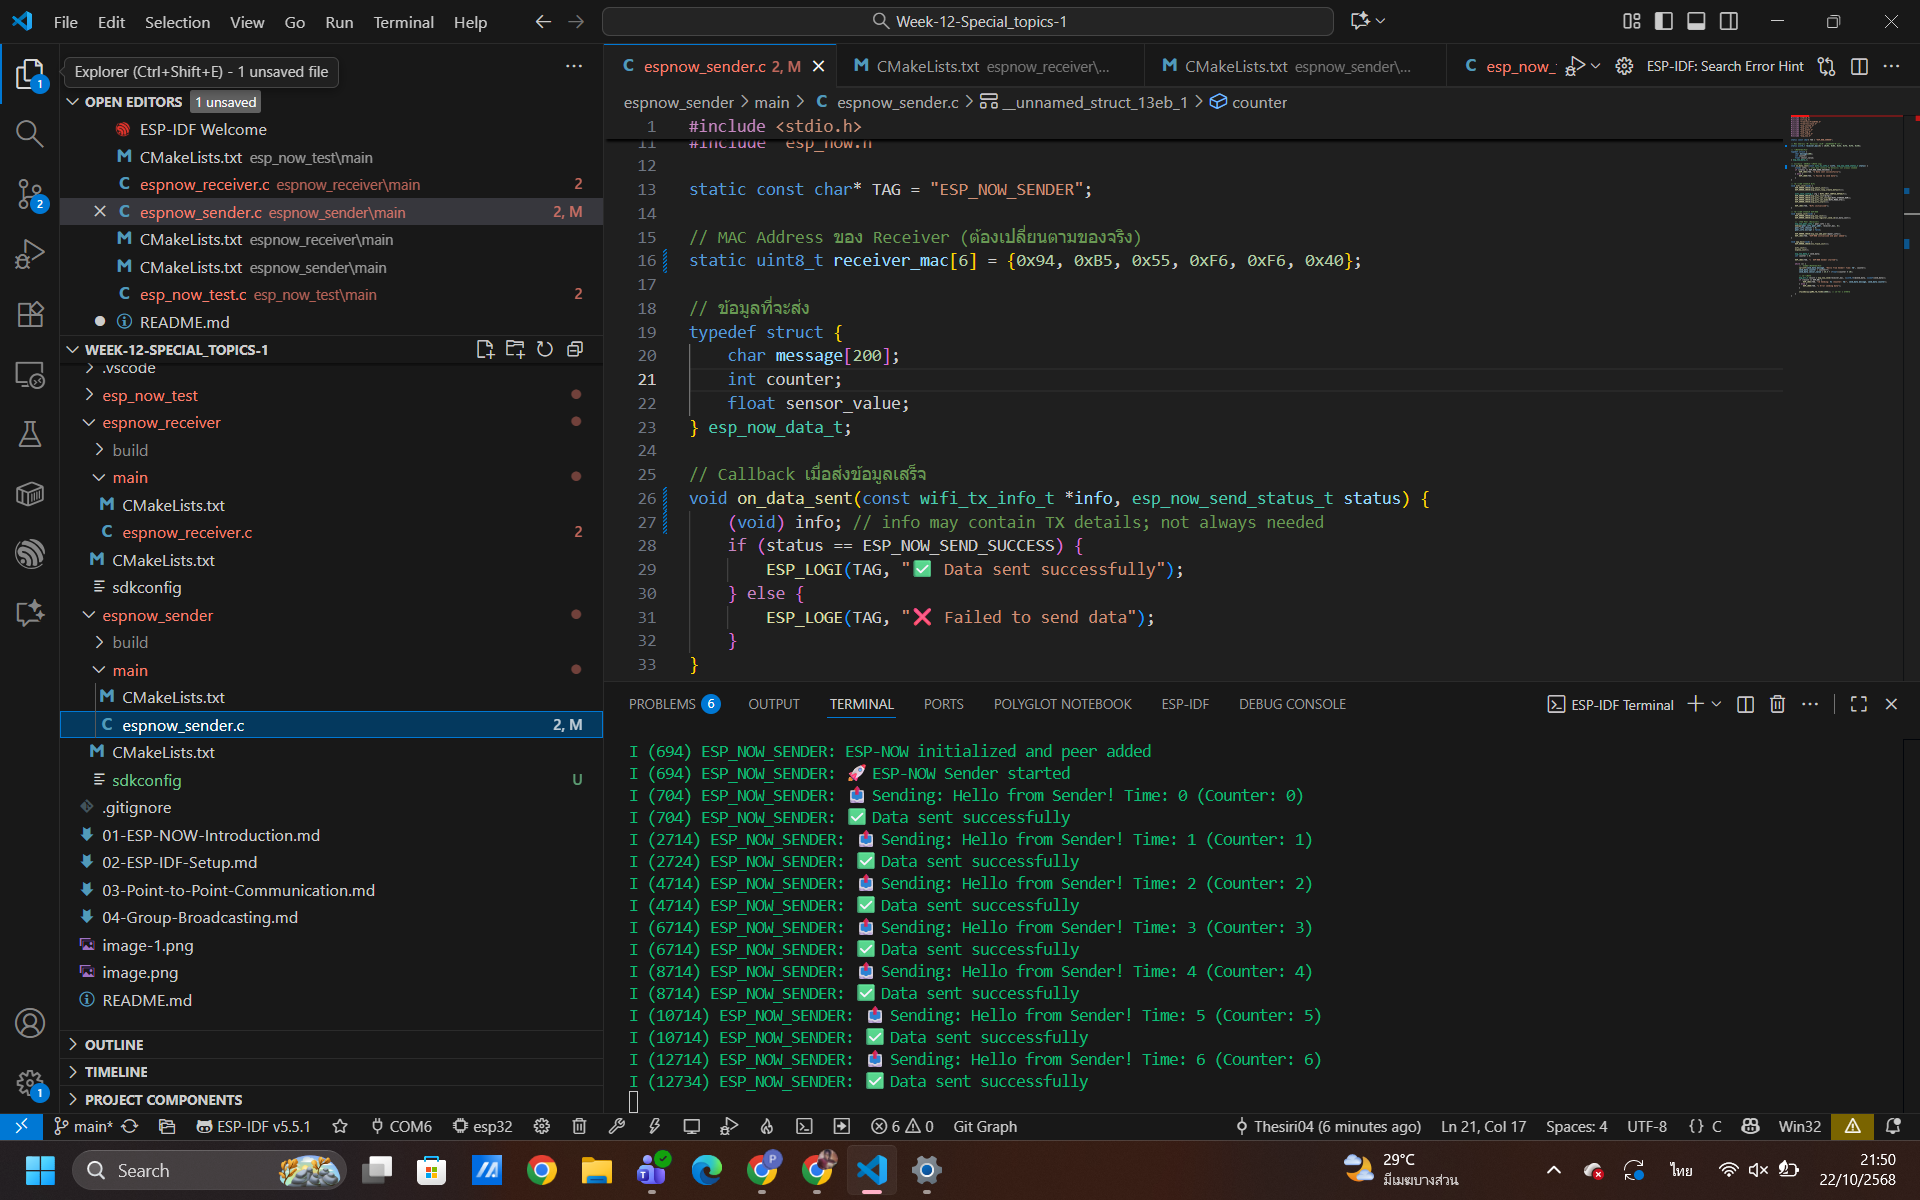 File Edit Selection View Go Run Terminal Help
Week-12-Special_topics-1
Explorer (Ctrl+Shift+E) - 1 unsaved file
OPEN EDITORS 1 unsaved
ESP-IDF Welcome
CMakeLists.txt esp_now_test\main
espnow_receiver.c espnow_receiver\main 2
espnow_sender.c espnow_sender\main 2, M
CMakeLists.txt espnow_receiver\main
CMakeLists.txt espnow_sender\main
esp_now_test.c esp_now_test\main 2
README.md
WEEK-12-SPECIAL_TOPICS-1
.vscode
esp_now_test
espnow_receiver
build
main
CMakeLists.txt
espnow_receiver.c 2
CMakeLists.txt
sdkconfig
espnow_sender
build
main
CMakeLists.txt
espnow_sender.c 2, M
CMakeLists.txt
sdkconfig U
.gitignore
01-ESP-NOW-Introduction.md
02-ESP-IDF-Setup.md
03-Point-to-Point-Communication.md
04-Group-Broadcasting.md
image-1.png
image.png
README.md
OUTLINE
TIMELINE
PROJECT COMPONENTS
1
2
1
espnow_sender.c 2, M CMakeLists.txt espnow_receiver\... CMakeLists.txt espnow_sender\... esp_now_ ESP-IDF: Search Error Hint
espnow_sender > main > C espnow_sender.c > __unnamed_struct_13eb_1 > counter
1 #include <stdio.h>
11 #include "esp_now.h"
12
13 static const char* TAG = "ESP_NOW_SENDER";
14
15 // MAC Address ของ Receiver (ต้องเปลี่ยนตามของจริง)
16 static uint8_t receiver_mac[6] = {0x94, 0xB5, 0x55, 0xF6, 0xF6, 0x40};
17
18 // ข้อมูลที่จะส่ง
19 typedef struct {
20 char message[200];
21 int counter;
22 float sensor_value;
23 } esp_now_data_t;
24
25 // Callback เมื่อส่งข้อมูลเสร็จ
26 void on_data_sent(const wifi_tx_info_t *info, esp_now_send_status_t status) {
27 (void) info; // info may contain TX details; not always needed
28 if (status == ESP_NOW_SEND_SUCCESS) {
29 ESP_LOGI(TAG, "✅ Data sent successfully");
30 } else {
31 ESP_LOGE(TAG, "❌ Failed to send data");
32 }
33 }
PROBLEMS 6 OUTPUT TERMINAL PORTS POLYGLOT NOTEBOOK ESP-IDF DEBUG CONSOLE ESP-IDF Terminal
I (694) ESP_NOW_SENDER: ESP-NOW initialized and peer added
I (694) ESP_NOW_SENDER: 🚀 ESP-NOW Sender started
I (704) ESP_NOW_SENDER: 📤 Sending: Hello from Sender! Time: 0 (Counter: 0)
I (704) ESP_NOW_SENDER: ✅ Data sent successfully
I (2714) ESP_NOW_SENDER: 📤 Sending: Hello from Sender! Time: 1 (Counter: 1)
I (2724) ESP_NOW_SENDER: ✅ Data sent successfully
I (4714) ESP_NOW_SENDER: 📤 Sending: Hello from Sender! Time: 2 (Counter: 2)
I (4714) ESP_NOW_SENDER: ✅ Data sent successfully
I (6714) ESP_NOW_SENDER: 📤 Sending: Hello from Sender! Time: 3 (Counter: 3)
I (6714) ESP_NOW_SENDER: ✅ Data sent successfully
I (8714) ESP_NOW_SENDER: 📤 Sending: Hello from Sender! Time: 4 (Counter: 4)
I (8714) ESP_NOW_SENDER: ✅ Data sent successfully
I (10714) ESP_NOW_SENDER: 📤 Sending: Hello from Sender! Time: 5 (Counter: 5)
I (10714) ESP_NOW_SENDER: ✅ Data sent successfully
I (12714) ESP_NOW_SENDER: 📤 Sending: Hello from Sender! Time: 6 (Counter: 6)
I (12734) ESP_NOW_SENDER: ✅ Data sent successfully
main* ESP-IDF v5.5.1 COM6 esp32 6 0 Git Graph Thesiri04 (6 minutes ago) Ln 21, Col 17 Spaces: 4 UTF-8 {} C Win32
Search
29°C
มีเมฆบางส่วน
ไทย
21:50
22/10/2568